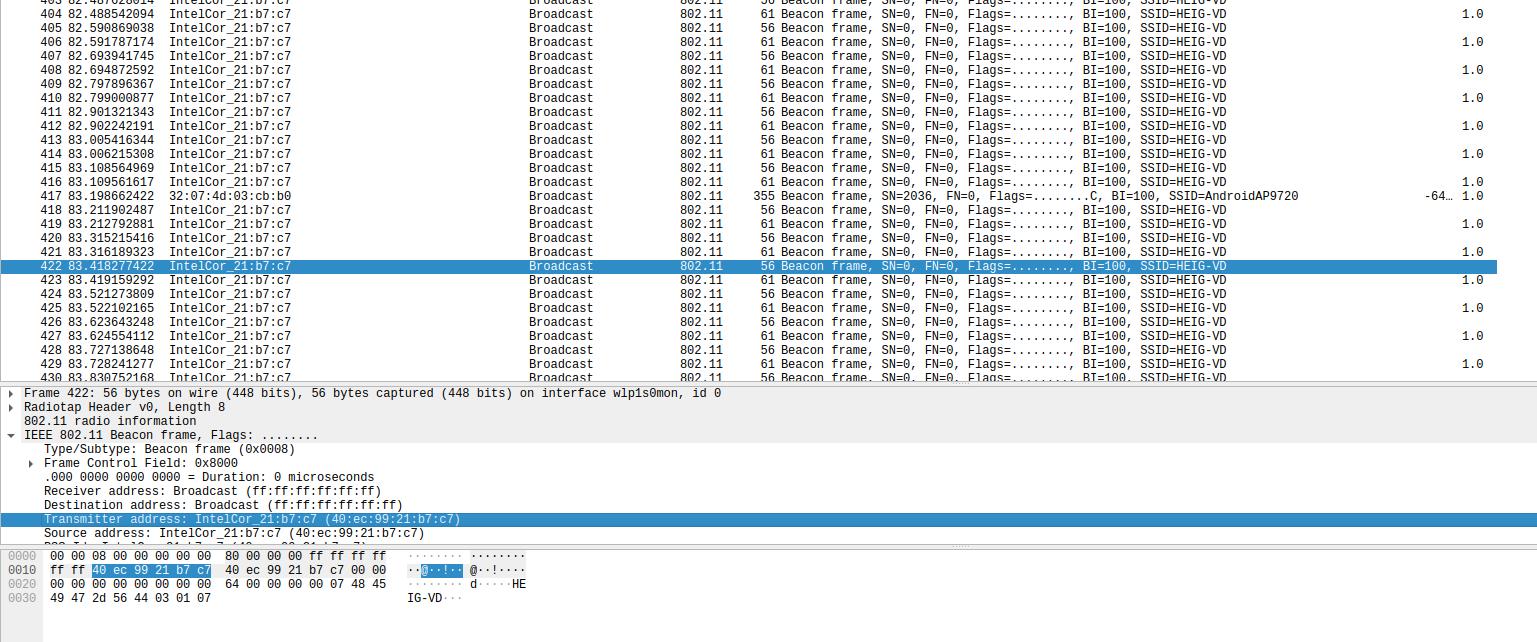 403 82.487628014 IntelCor_21:b7:c7 Broadcast 802.11 56 Beacon frame, SN=0, FN=0, Flags=........, BI=100, SSID=HEIG-VD
404 82.488542094 IntelCor_21:b7:c7 Broadcast 802.11 61 Beacon frame, SN=0, FN=0, Flags=........, BI=100, SSID=HEIG-VD 1.0
405 82.590869038 IntelCor_21:b7:c7 Broadcast 802.11 56 Beacon frame, SN=0, FN=0, Flags=........, BI=100, SSID=HEIG-VD
406 82.591787174 IntelCor_21:b7:c7 Broadcast 802.11 61 Beacon frame, SN=0, FN=0, Flags=........, BI=100, SSID=HEIG-VD 1.0
407 82.693941745 IntelCor_21:b7:c7 Broadcast 802.11 56 Beacon frame, SN=0, FN=0, Flags=........, BI=100, SSID=HEIG-VD
408 82.694872592 IntelCor_21:b7:c7 Broadcast 802.11 61 Beacon frame, SN=0, FN=0, Flags=........, BI=100, SSID=HEIG-VD 1.0
409 82.797896367 IntelCor_21:b7:c7 Broadcast 802.11 56 Beacon frame, SN=0, FN=0, Flags=........, BI=100, SSID=HEIG-VD
410 82.799000877 IntelCor_21:b7:c7 Broadcast 802.11 61 Beacon frame, SN=0, FN=0, Flags=........, BI=100, SSID=HEIG-VD 1.0
411 82.901321343 IntelCor_21:b7:c7 Broadcast 802.11 56 Beacon frame, SN=0, FN=0, Flags=........, BI=100, SSID=HEIG-VD
412 82.902242191 IntelCor_21:b7:c7 Broadcast 802.11 61 Beacon frame, SN=0, FN=0, Flags=........, BI=100, SSID=HEIG-VD 1.0
413 83.005416344 IntelCor_21:b7:c7 Broadcast 802.11 56 Beacon frame, SN=0, FN=0, Flags=........, BI=100, SSID=HEIG-VD
414 83.006215308 IntelCor_21:b7:c7 Broadcast 802.11 61 Beacon frame, SN=0, FN=0, Flags=........, BI=100, SSID=HEIG-VD 1.0
415 83.108564969 IntelCor_21:b7:c7 Broadcast 802.11 56 Beacon frame, SN=0, FN=0, Flags=........, BI=100, SSID=HEIG-VD
416 83.109561617 IntelCor_21:b7:c7 Broadcast 802.11 61 Beacon frame, SN=0, FN=0, Flags=........, BI=100, SSID=HEIG-VD 1.0
417 83.198662422 32:07:4d:03:cb:b0 Broadcast 802.11 355 Beacon frame, SN=2036, FN=0, Flags=........C, BI=100, SSID=AndroidAP9720 -64… 1.0
418 83.211902487 IntelCor_21:b7:c7 Broadcast 802.11 56 Beacon frame, SN=0, FN=0, Flags=........, BI=100, SSID=HEIG-VD
419 83.212792881 IntelCor_21:b7:c7 Broadcast 802.11 61 Beacon frame, SN=0, FN=0, Flags=........, BI=100, SSID=HEIG-VD 1.0
420 83.315215416 IntelCor_21:b7:c7 Broadcast 802.11 56 Beacon frame, SN=0, FN=0, Flags=........, BI=100, SSID=HEIG-VD
421 83.316189323 IntelCor_21:b7:c7 Broadcast 802.11 61 Beacon frame, SN=0, FN=0, Flags=........, BI=100, SSID=HEIG-VD 1.0
422 83.418277422 IntelCor_21:b7:c7 Broadcast 802.11 56 Beacon frame, SN=0, FN=0, Flags=........, BI=100, SSID=HEIG-VD
423 83.419159292 IntelCor_21:b7:c7 Broadcast 802.11 61 Beacon frame, SN=0, FN=0, Flags=........, BI=100, SSID=HEIG-VD 1.0
424 83.521273809 IntelCor_21:b7:c7 Broadcast 802.11 56 Beacon frame, SN=0, FN=0, Flags=........, BI=100, SSID=HEIG-VD
425 83.522102165 IntelCor_21:b7:c7 Broadcast 802.11 61 Beacon frame, SN=0, FN=0, Flags=........, BI=100, SSID=HEIG-VD 1.0
426 83.623643248 IntelCor_21:b7:c7 Broadcast 802.11 56 Beacon frame, SN=0, FN=0, Flags=........, BI=100, SSID=HEIG-VD
427 83.624554112 IntelCor_21:b7:c7 Broadcast 802.11 61 Beacon frame, SN=0, FN=0, Flags=........, BI=100, SSID=HEIG-VD 1.0
428 83.727138648 IntelCor_21:b7:c7 Broadcast 802.11 56 Beacon frame, SN=0, FN=0, Flags=........, BI=100, SSID=HEIG-VD
429 83.728241277 IntelCor_21:b7:c7 Broadcast 802.11 61 Beacon frame, SN=0, FN=0, Flags=........, BI=100, SSID=HEIG-VD 1.0
430 83.830752168 IntelCor_21:b7:c7 Broadcast 802.11 56 Beacon frame, SN=0, FN=0, Flags=........, BI=100, SSID=HEIG-VD
Frame 422: 56 bytes on wire (448 bits), 56 bytes captured (448 bits) on interface wlp1s0mon, id 0
Radiotap Header v0, Length 8
802.11 radio information
IEEE 802.11 Beacon frame, Flags: ........
Type/Subtype: Beacon frame (0x0008)
Frame Control Field: 0x8000
.000 0000 0000 0000 = Duration: 0 microseconds
Receiver address: Broadcast (ff:ff:ff:ff:ff:ff)
Destination address: Broadcast (ff:ff:ff:ff:ff:ff)
Transmitter address: IntelCor_21:b7:c7 (40:ec:99:21:b7:c7)
Source address: IntelCor_21:b7:c7 (40:ec:99:21:b7:c7)
0000 00 00 08 00 00 00 00 00 80 00 00 00 ff ff ff ff ········ ········
0010 ff ff 40 ec 99 21 b7 c7 40 ec 99 21 b7 c7 00 00 ··@··!·· @··!····
0020 00 00 00 00 00 00 00 00 64 00 00 00 00 07 48 45 ········ d·····HE
0030 49 47 2d 56 44 03 01 07 IG-VD···